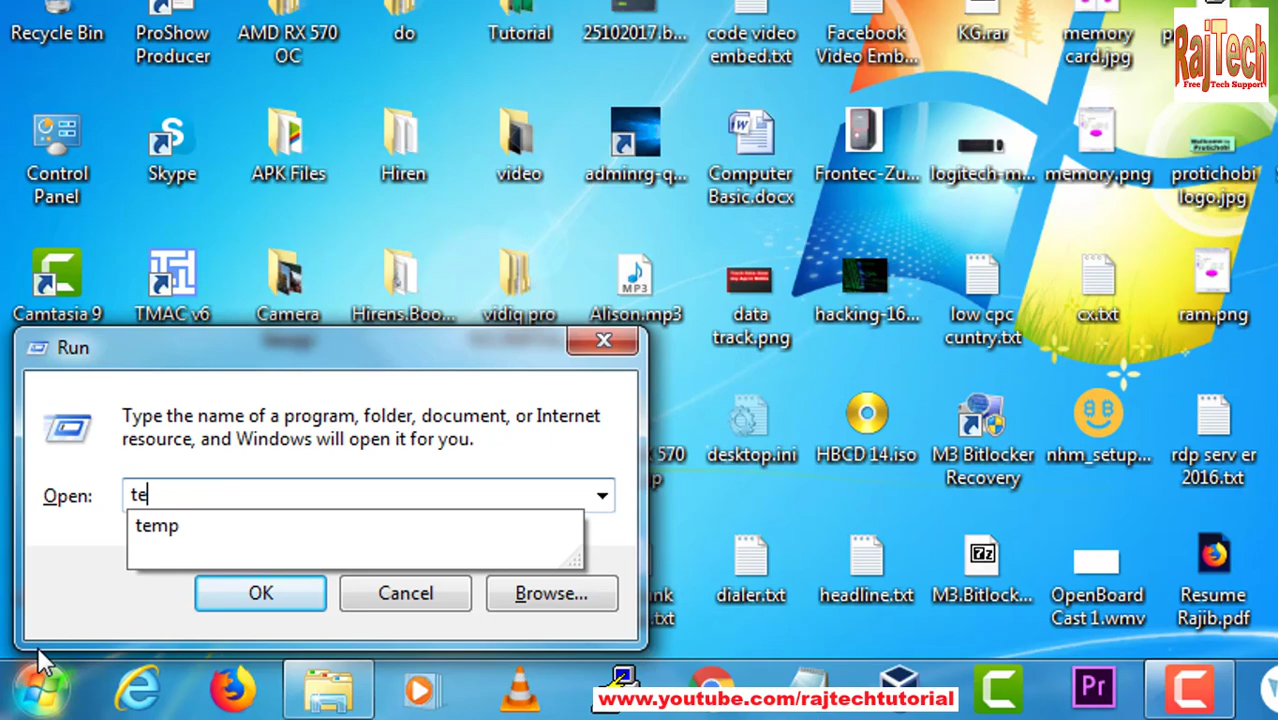 Recycle Bin
ProShow
Producer
AMD RX 570
OC
do
Tutorial
25102017.b...
code video
embed.txt
Facebook
Video Emb...
KG.rar
memory
card.jpg
RajTech
Free Tech Support
Control
Panel
Skype
APK Files
Hiren
video
adminrg-q...
Computer
Basic.docx
Frontec-Zu...
logitech-m...
memory.png
protichobi
logo.jpg
Camtasia 9
TMAC v6
Camera
Hirens.Boo...
vidiq pro
MP3
Alison.mp3
data
track.png
hacking-16...
low cpc
cuntry.txt
cx.txt
ram.png
Run
Type the name of a program, folder, document, or Internet
resource, and Windows will open it for you.
Open:
te
temp
OK
Cancel
Browse...
570
desktop.ini
HBCD 14.iso
M3 Bitlocker
Recovery
nhm_setup...
rdp serv er
2016.txt
dialer.txt
headline.txt
7z
M3.Bitlock...
OpenBoard
Cast 1.wmv
Resume
Rajib.pdf
Pr
www.youtube.com/rajtechtutorial